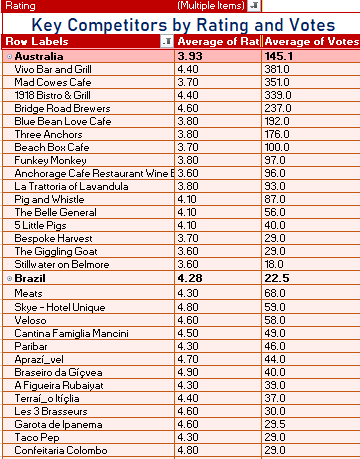 Rating (Multiple Items)
Key Competitors by Rating and Votes
Row Labels Average of Rat Average of Votes
Australia 3.93 145.1
Vivo Bar and Grill 4.40 381.0
Mad Cowes Cafe 3.70 351.0
1918 Bistro & Grill 4.40 339.0
Bridge Road Brewers 4.60 237.0
Blue Bean Love Cafe 3.80 192.0
Three Anchors 3.80 176.0
Beach Box Cafe 3.70 100.0
Funkey Monkey 3.80 97.0
Anchorage Cafe Restaurant Wine B 3.60 96.0
La Trattoria of Lavandula 3.80 93.0
Pig and Whistle 4.10 87.0
The Belle General 4.10 56.0
5 Little Pigs 4.10 40.0
Bespoke Harvest 3.70 29.0
The Giggling Goat 3.60 29.0
Stillwater on Belmore 3.60 18.0
Brazil 4.28 22.5
Meats 4.30 68.0
Skye - Hotel Unique 4.80 59.0
Veloso 4.60 58.0
Cantina Famiglia Mancini 4.50 49.0
Paribar 4.30 46.0
Aprazí_vel 4.70 44.0
Braseiro da Gíçvea 4.90 40.0
A Figueira Rubaiyat 4.30 39.0
Terraí_o Itíçlia 4.40 37.0
Les 3 Brasseurs 4.60 30.0
Garota de Ipanema 4.60 29.5
Taco Pep 4.30 29.0
Confeitaria Colombo 4.80 29.0